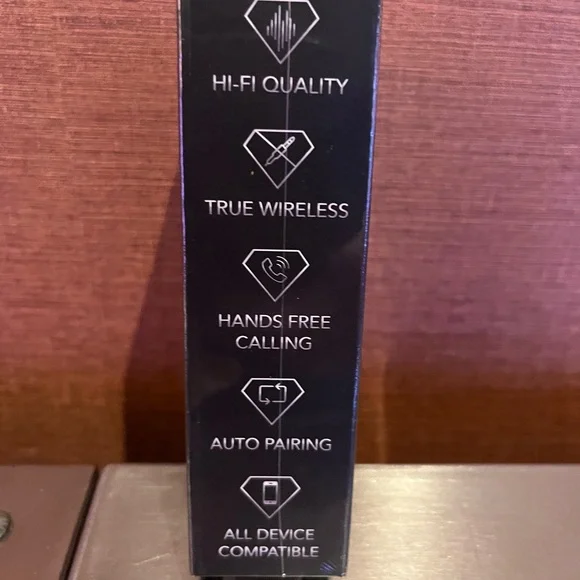 HI-FI QUALITY
TRUE WIRELESS
HANDS FREE
CALLING
AUTO PAIRING
ALL DEVICE
COMPATIBLE